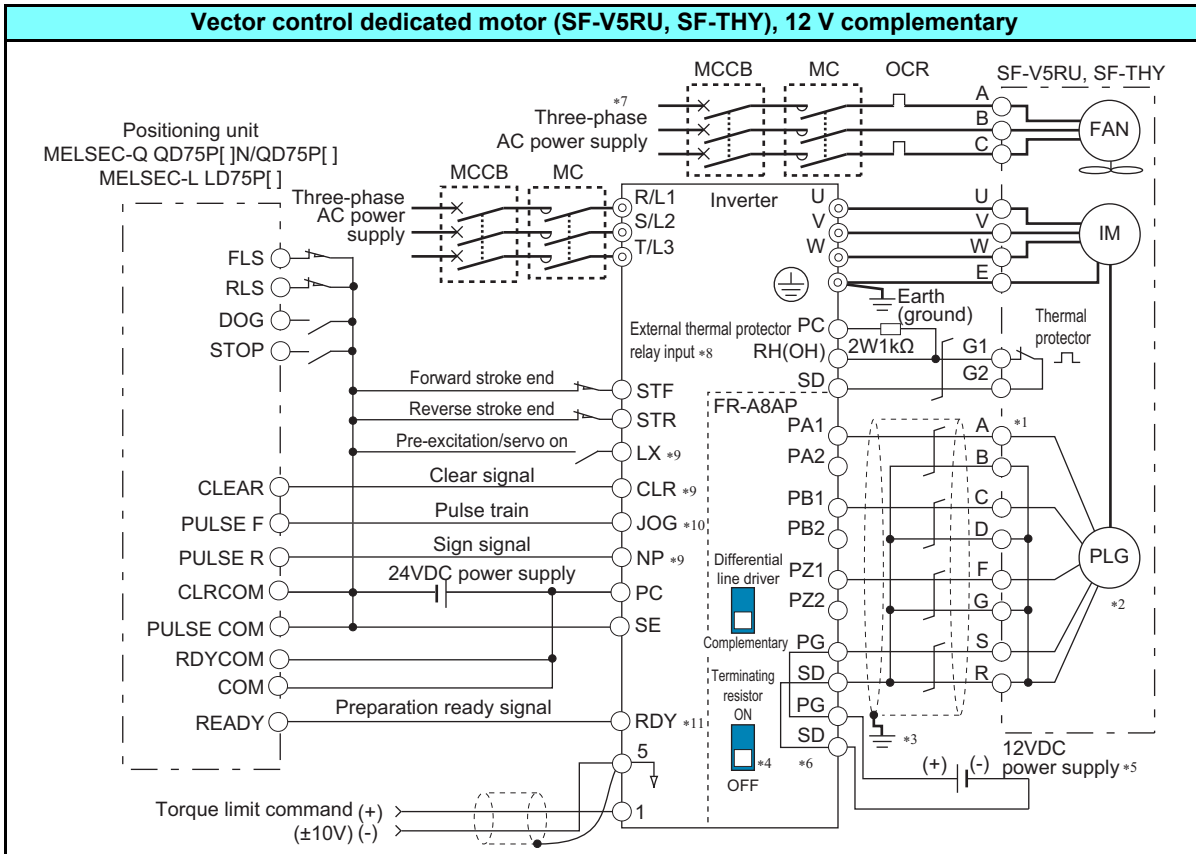 Vector control dedicated motor (SF-V5RU, SF-THY), 12 V complementary
MCCB
MC
OCR
SF-V5RU, SF-THY
*7
Three-phase
AC power supply
A
B
C
FAN
Positioning unit
MELSEC-Q QD75P[ ]N/QD75P[ ]
MELSEC-L LD75P[ ]
MCCB
MC
Three-phase
AC power
supply
R/L1
S/L2
T/L3
Inverter
U
V
W
U
V
W
E
IM
Earth
(ground)
FLS
RLS
DOG
STOP
External thermal protector
relay input *8
PC
RH(OH)
SD
2W1kΩ
G1
G2
Thermal
protector
Forward stroke end
STF
Reverse stroke end
STR
Pre-excitation/servo on
LX *9
CLEAR
Clear signal
CLR *9
PULSE F
Pulse train
JOG *10
PULSE R
Sign signal
NP *9
CLRCOM
24VDC power supply
PC
PULSE COM
SE
RDYCOM
COM
READY
Preparation ready signal
RDY *11
5
1
Torque limit command (+)
(±10V) (-)
FR-A8AP
PA1
PA2
PB1
PB2
PZ1
PZ2
PG
SD
PG
SD
*6
Differential
line driver
Complementary
Terminating
resistor
ON
*4
OFF
A *1
B
C
D
F
G
S
R
PLG
*2
*3
(+)
(-)
12VDC
power supply *5